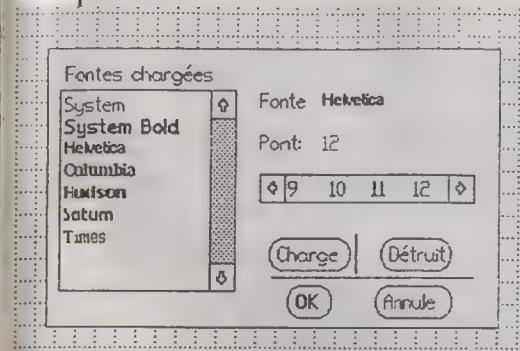 Fontes chargées
System
System Bold
Helvetica
Columbia
Hudson
Saturn
Times
Fonte Helvetica
Point: 12
9 10 11 12
Charge
Détruit
OK
Annule